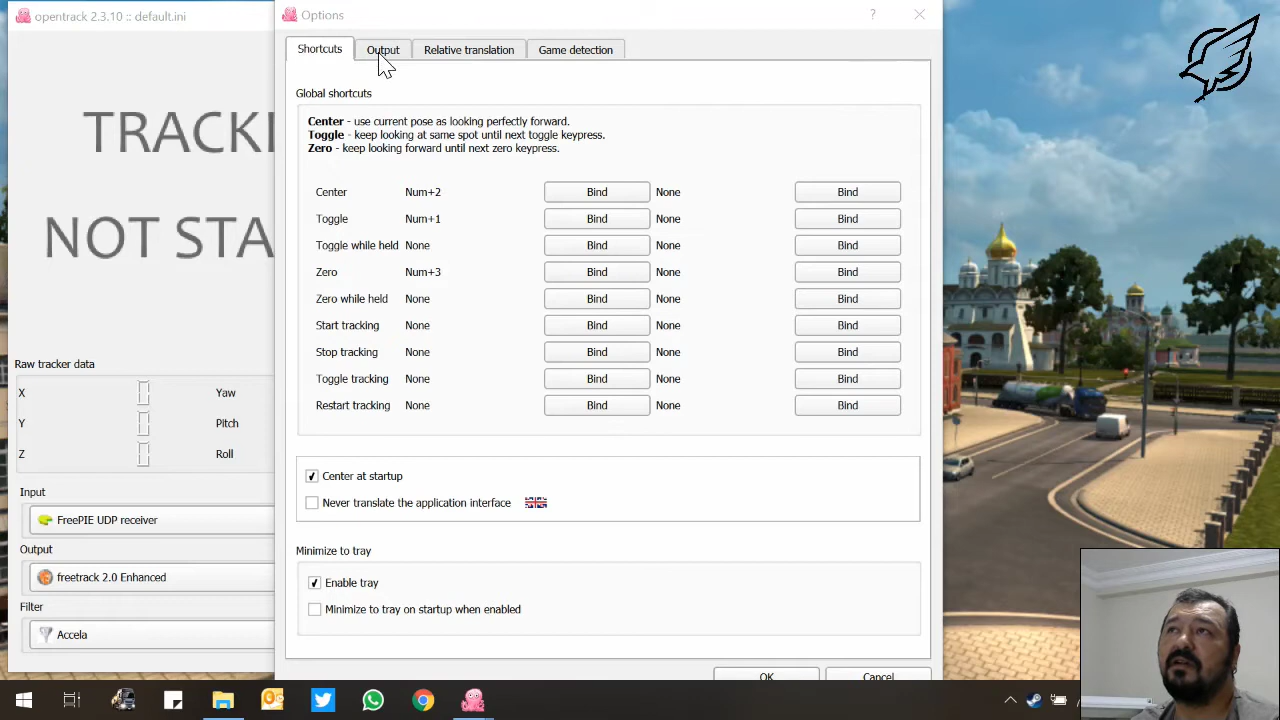 opentrack 2.3.10 :: default.ini
Options
?
Shortcuts Output Relative translation Game detection
TRACKI
NOT STA
Global shortcuts
Center - use current pose as looking perfectly forward.
Toggle - keep looking at same spot until next toggle keypress.
Zero - keep looking forward until next zero keypress.
Center Num+2 Bind None Bind
Toggle Num+1 Bind None Bind
Toggle while held None Bind None Bind
Zero Num+3 Bind None Bind
Zero while held None Bind None Bind
Start tracking None Bind None Bind
Stop tracking None Bind None Bind
Toggle tracking None Bind None Bind
Restart tracking None Bind None Bind
Raw tracker data
X 0 Yaw
Y 0 Pitch
Z 0 Roll
Input
FreePIE UDP receiver
Output
freetrack 2.0 Enhanced
Filter
Accela
Center at startup
Never translate the application interface
Minimize to tray
Enable tray
Minimize to tray on startup when enabled
OK Cancel